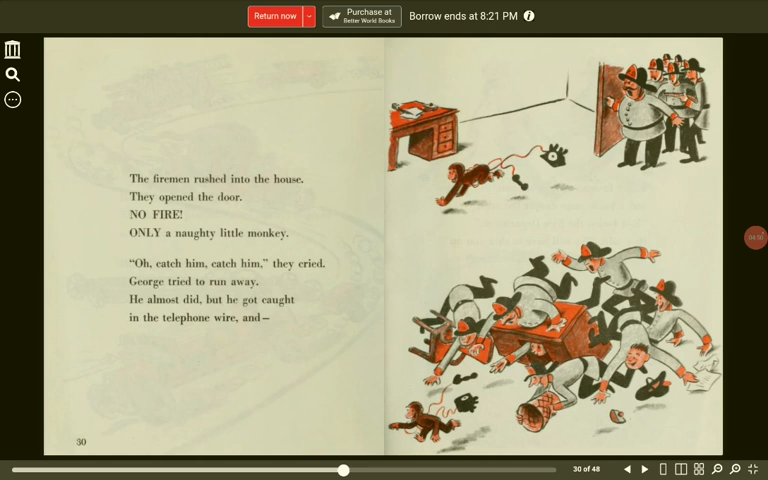 Return now
Purchase at
Better World Books
Borrow ends at 8:21 PM
The firemen rushed into the house.
They opened the door.
NO FIRE!
ONLY a naughty little monkey.
“Oh, catch him, catch him,” they cried.
George tried to run away.
He almost did, but he got caught
in the telephone wire, and—
30
30 of 48